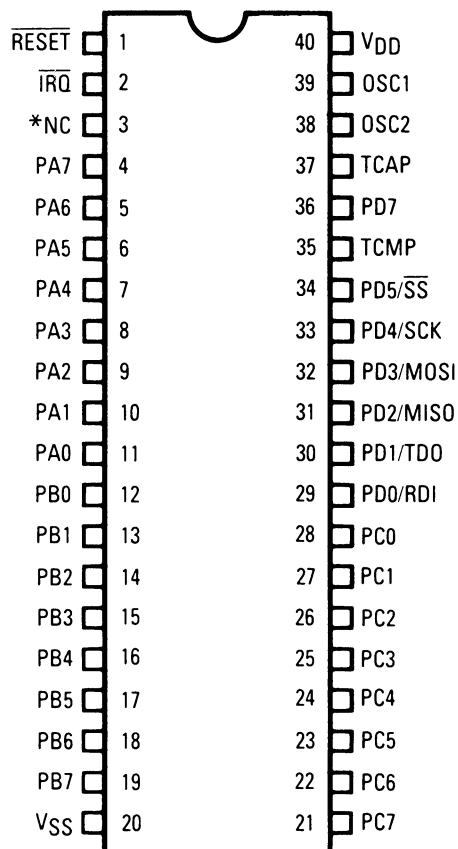 R̅E̅S̅E̅T̅ 1 40 VDD
I̅R̅Q̅ 2 39 OSC1
*NC 3 38 OSC2
PA7 4 37 TCAP
PA6 5 36 PD7
PA5 6 35 TCMP
PA4 7 34 PD5/S̅S̅
PA3 8 33 PD4/SCK
PA2 9 32 PD3/MOSI
PA1 10 31 PD2/MISO
PA0 11 30 PD1/TDO
PB0 12 29 PD0/RDI
PB1 13 28 PC0
PB2 14 27 PC1
PB3 15 26 PC2
PB4 16 25 PC3
PB5 17 24 PC4
PB6 18 23 PC5
PB7 19 22 PC6
VSS 20 21 PC7